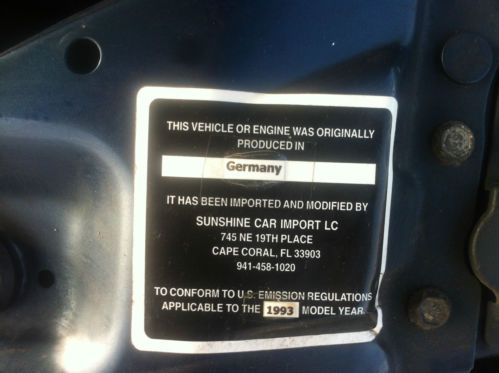 THIS VEHICLE OR ENGINE WAS ORIGINALLY
PRODUCED IN
Germany
IT HAS BEEN IMPORTED AND MODIFIED BY
SUNSHINE CAR IMPORT LC
745 NE 19TH PLACE
CAPE CORAL, FL 33903
941-458-1020
TO CONFORM TO U.S. EMISSION REGULATIONS
APPLICABLE TO THE 1993 MODEL YEAR.